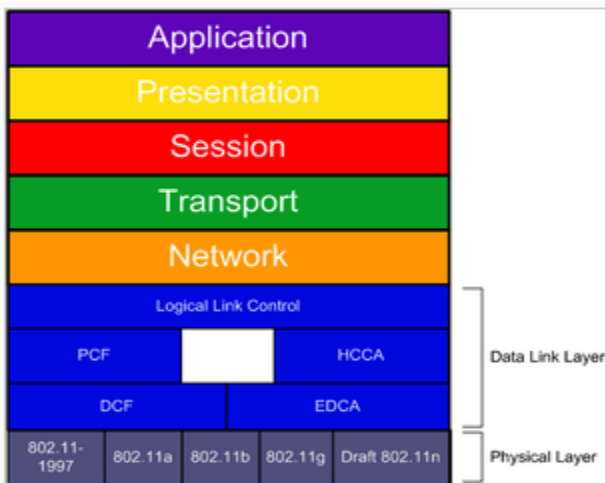 Application
Presentation
Session
Transport
Network
Logical Link Control
PCF
HCCA
Data Link Layer
DCF
EDCA
802.11-
1997
802.11a
802.11b
802.11g
Draft 802.11n
Physical Layer